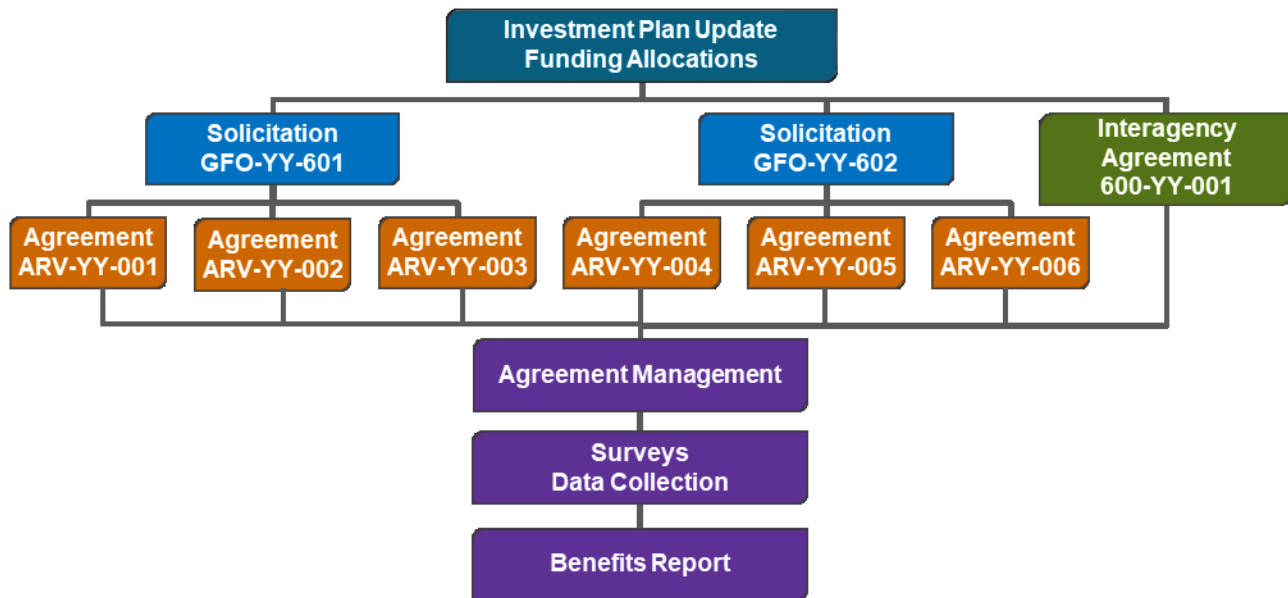 Investment Plan Update
Funding Allocations
Solicitation
GFO-YY-601
Solicitation
GFO-YY-602
Interagency
Agreement
600-YY-001
Agreement
ARV-YY-001
Agreement
ARV-YY-002
Agreement
ARV-YY-003
Agreement
ARV-YY-004
Agreement
ARV-YY-005
Agreement
ARV-YY-006
Agreement Management
Surveys
Data Collection
Benefits Report